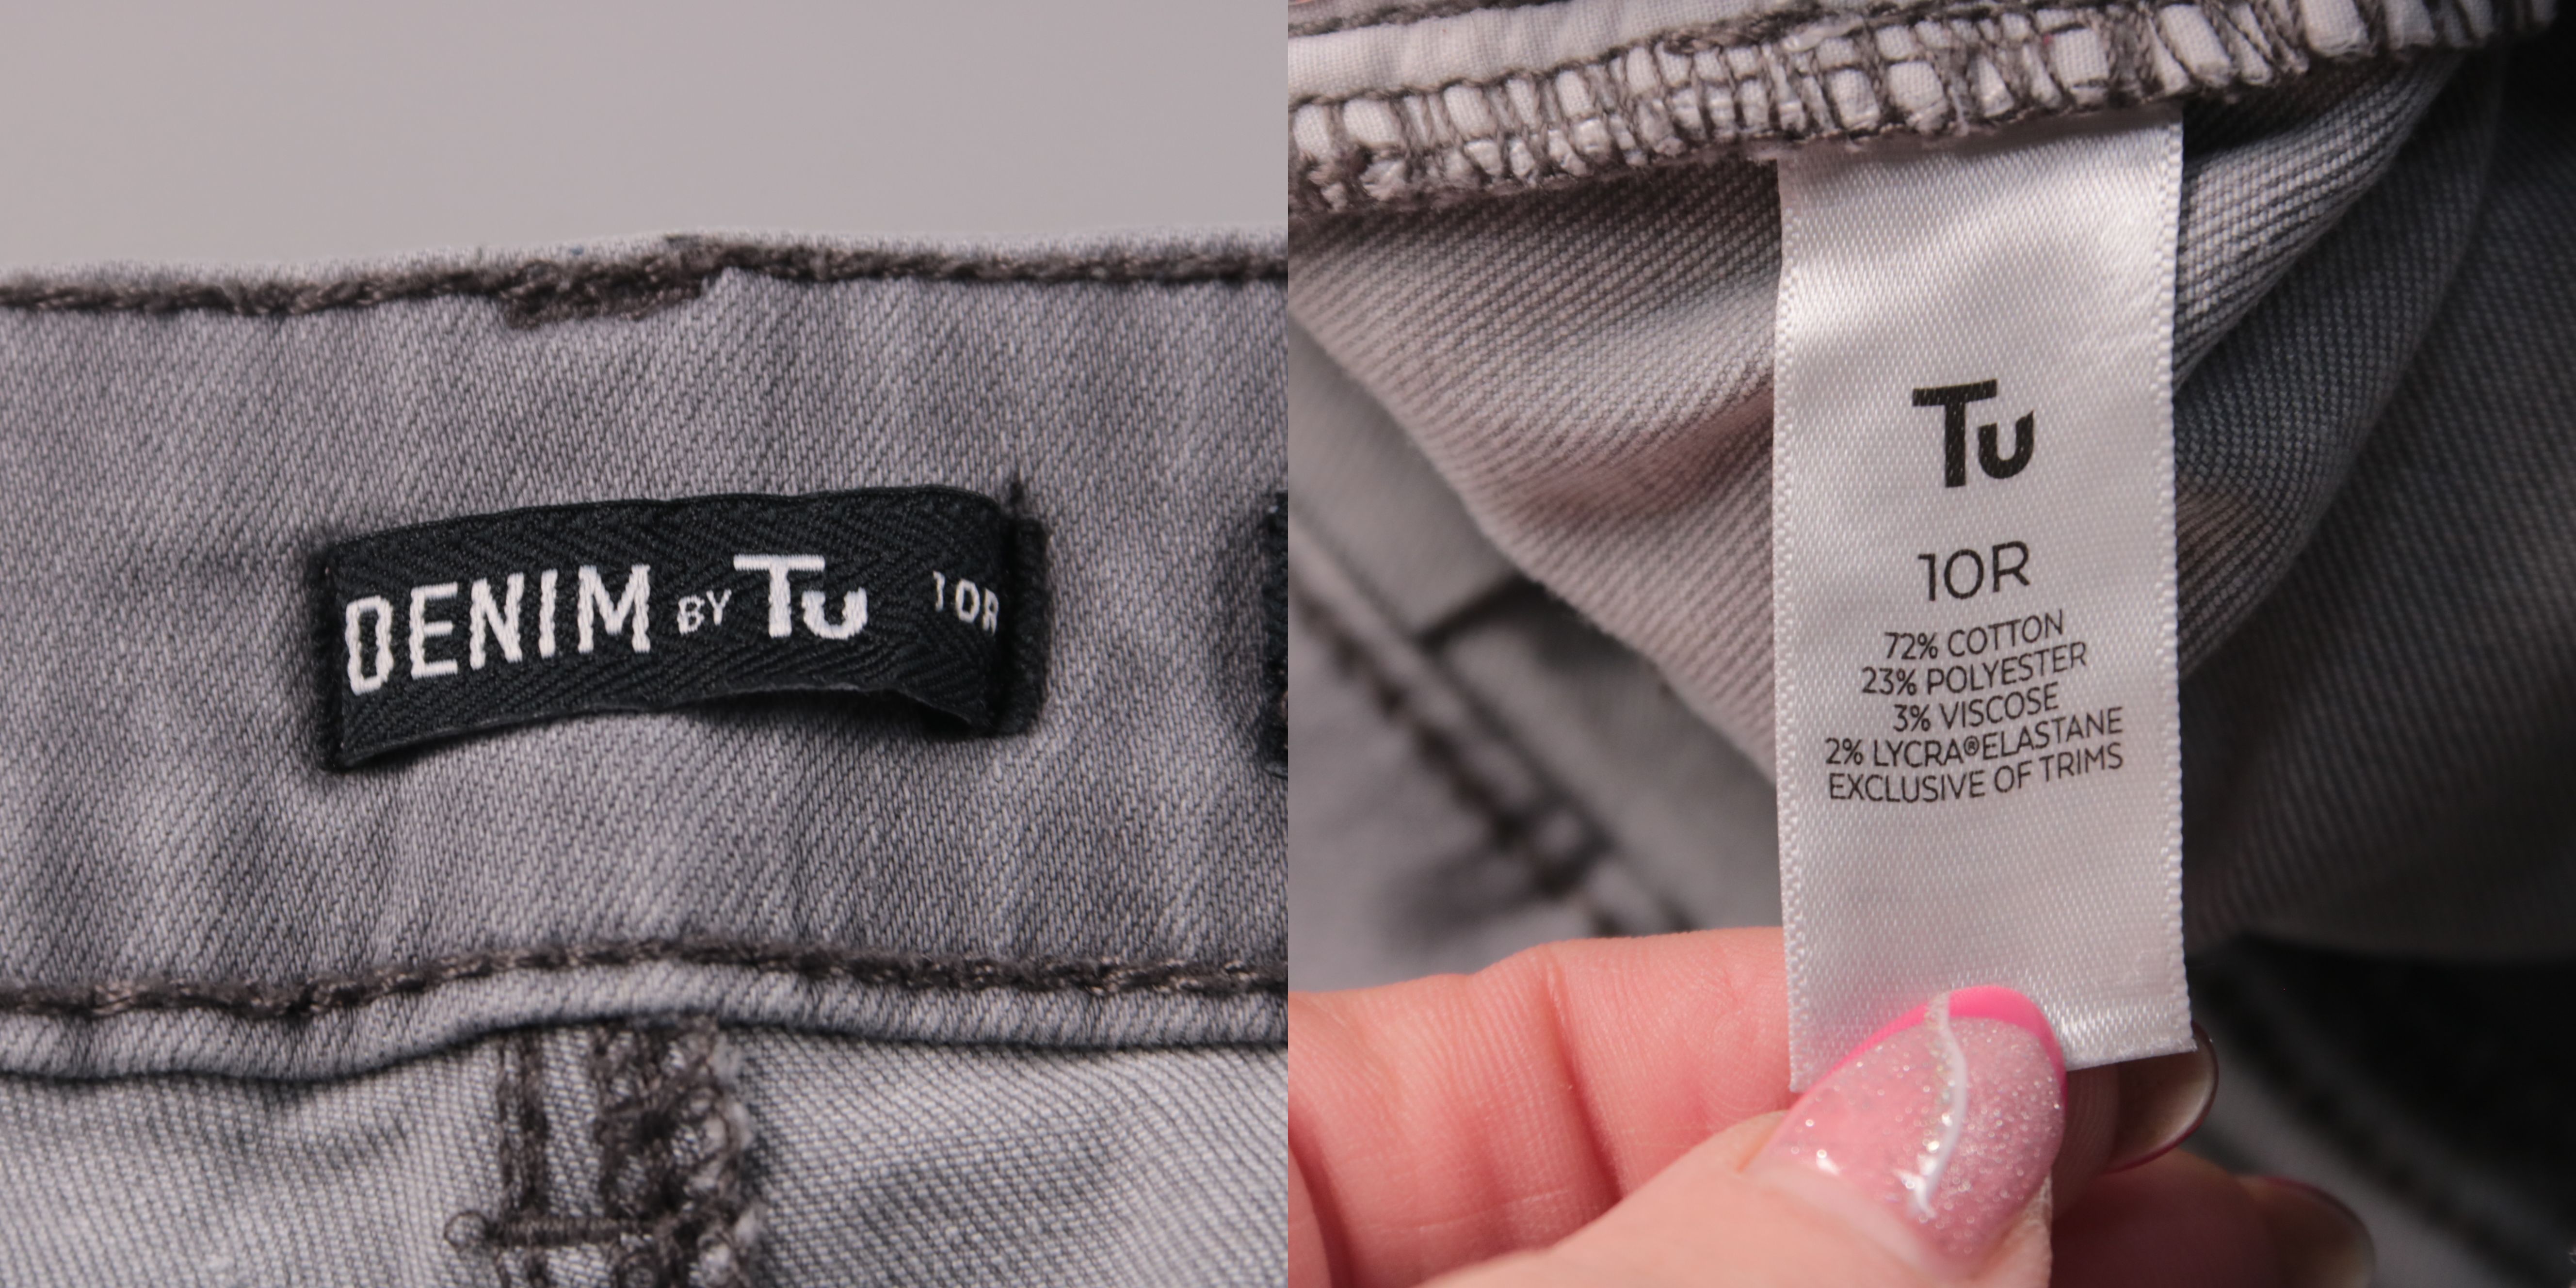 DENIM BY Tu 10R
Tu
10R
72% COTTON
23% POLYESTER
3% VISCOSE
2% LYCRA®ELASTANE
EXCLUSIVE OF TRIMS